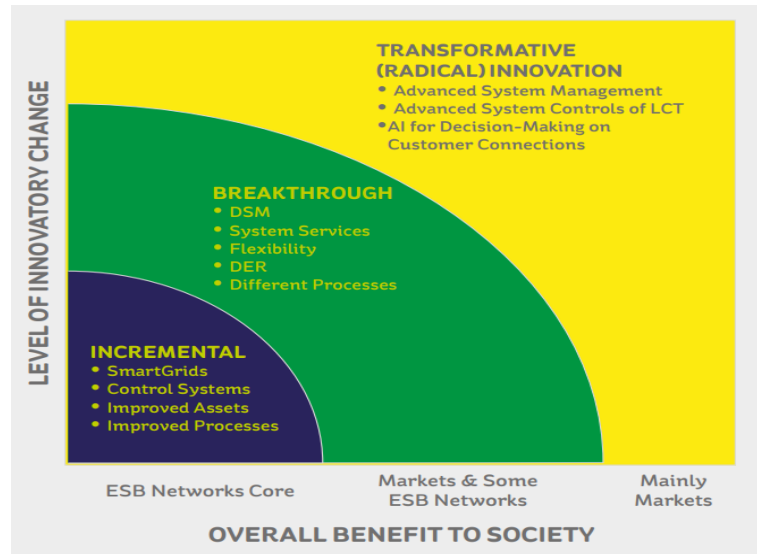 TRANSFORMATIVE
(RADICAL) INNOVATION
• Advanced System Management
• Advanced System Controls of LCT
•AI for Decision-Making on
Customer Connections
BREAKTHROUGH
• DSM
• System Services
• Flexibility
• DER
• Different Processes
INCREMENTAL
• SmartGrids
• Control Systems
• Improved Assets
• Improved Processes
LEVEL OF INNOVATORY CHANGE
ESB Networks Core
Markets & Some
ESB Networks
Mainly
Markets
OVERALL BENEFIT TO SOCIETY